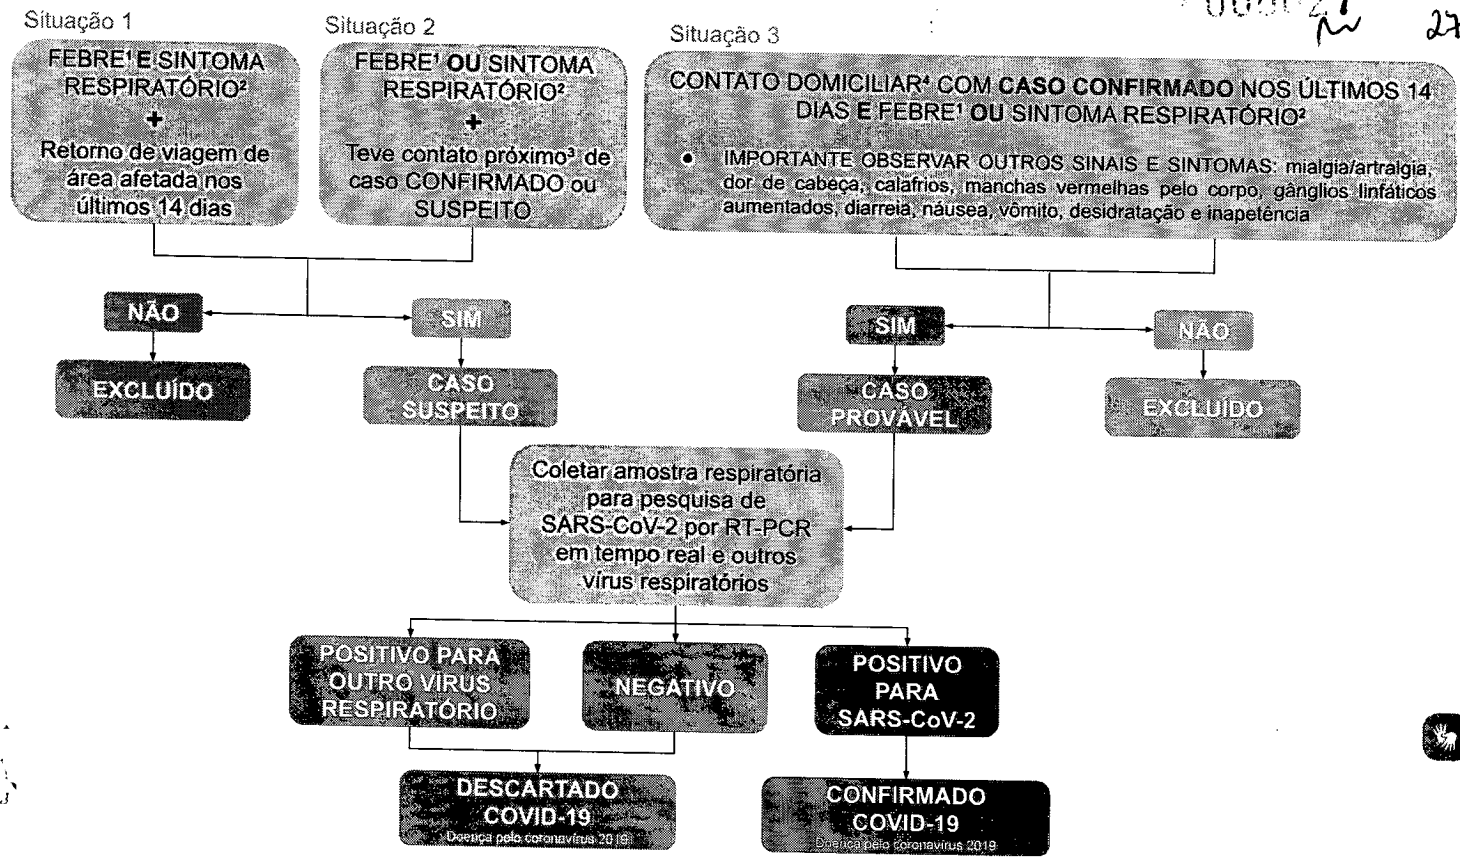 Situação 1
FEBRE¹ E SINTOMA
RESPIRATÓRIO²
+
Retorno de viagem de
área afetada nos
últimos 14 dias
Situação 2
FEBRE¹ OU SINTOMA
RESPIRATÓRIO²
+
Teve contato próximo³ de
caso CONFIRMADO ou
SUSPEITO
Situação 3
27
CONTATO DOMICILIAR⁴ COM CASO CONFIRMADO NOS ÚLTIMOS 14
DIAS E FEBRE¹ OU SINTOMA RESPIRATÓRIO²
• IMPORTANTE OBSERVAR OUTROS SINAIS E SINTOMAS: mialgia/artralgia,
dor de cabeça, calafrios, manchas vermelhas pelo corpo, gânglios linfáticos
aumentados, diarreia, náusea, vômito, desidratação e inapetência
NÃO
SIM
SIM
NÃO
EXCLUÍDO
CASO
SUSPEITO
CASO
PROVÁVEL
EXCLUÍDO
Coletar amostra respiratória
para pesquisa de
SARS-CoV-2 por RT-PCR
em tempo real e outros
vírus respiratórios
POSITIVO PARA
OUTRO VÍRUS
RESPIRATÓRIO
NEGATIVO
POSITIVO
PARA
SARS-CoV-2
DESCARTADO
COVID-19
Doença pelo coronavírus 2019
CONFIRMADO
COVID-19
Doença pelo coronavírus 2019